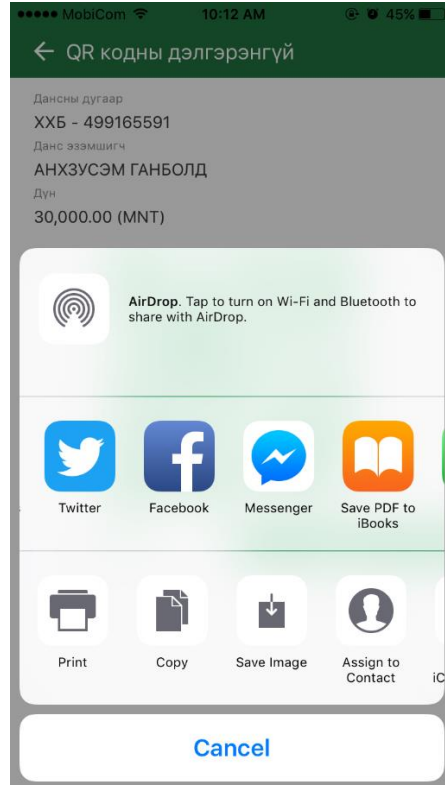 MobiCom 10:12 AM 45%
QR кодны дэлгэрэнгүй
Дансны дугаар
ХХБ - 499165591
Данс эзэмшигч
АНХЗУСЭМ ГАНБОЛД
Дүн
30,000.00 (MNT)
AirDrop. Tap to turn on Wi-Fi and Bluetooth to
share with AirDrop.
Twitter Facebook Messenger Save PDF to
iBooks
Print Copy Save Image Assign to
Contact
Cancel